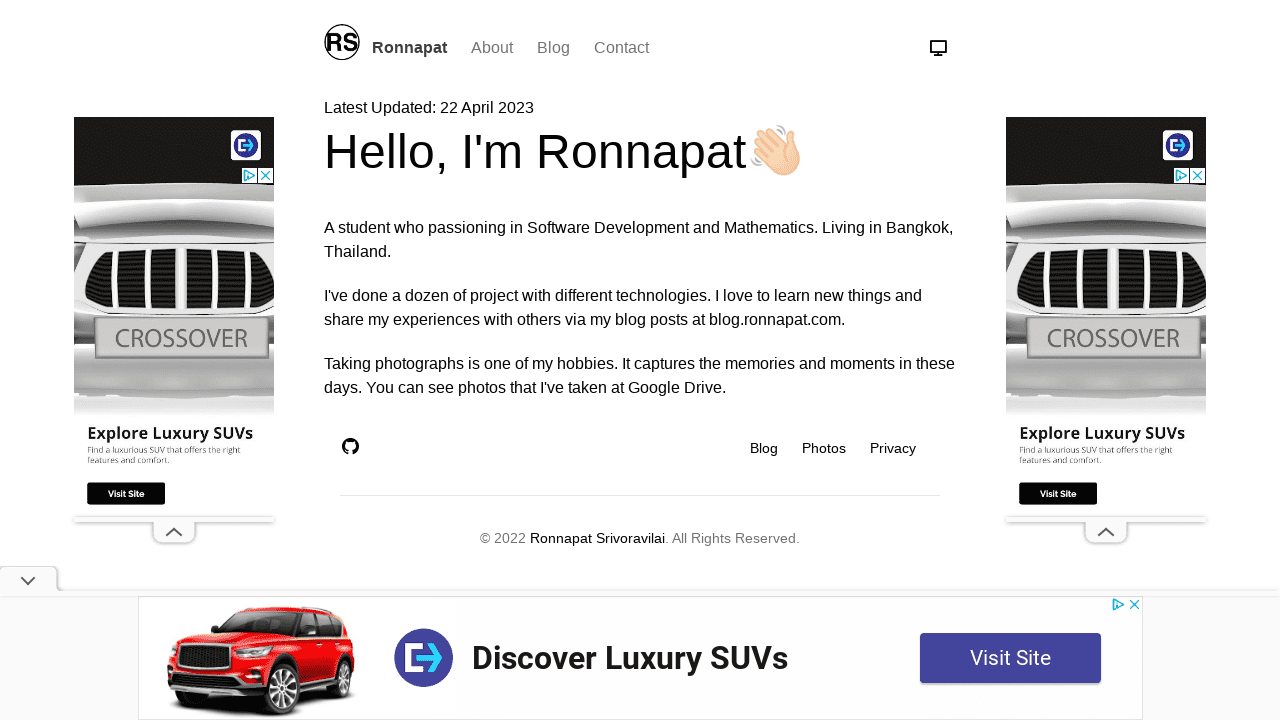 RS Ronnapat About Blog Contact
Latest Updated: 22 April 2023
Hello, I'm Ronnapat👋🏻
A student who passioning in Software Development and Mathematics. Living in Bangkok,
Thailand.
I've done a dozen of project with different technologies. I love to learn new things and
share my experiences with others via my blog posts at blog.ronnapat.com.
Taking photographs is one of my hobbies. It captures the memories and moments in these
days. You can see photos that I've taken at Google Drive.
Blog Photos Privacy
© 2022 Ronnapat Srivoravilai. All Rights Reserved.
CROSSOVER
Explore Luxury SUVs
Find a luxurious SUV that offers the right
features and comfort.
Visit Site
CROSSOVER
Explore Luxury SUVs
Find a luxurious SUV that offers the right
features and comfort.
Visit Site
Discover Luxury SUVs
Visit Site